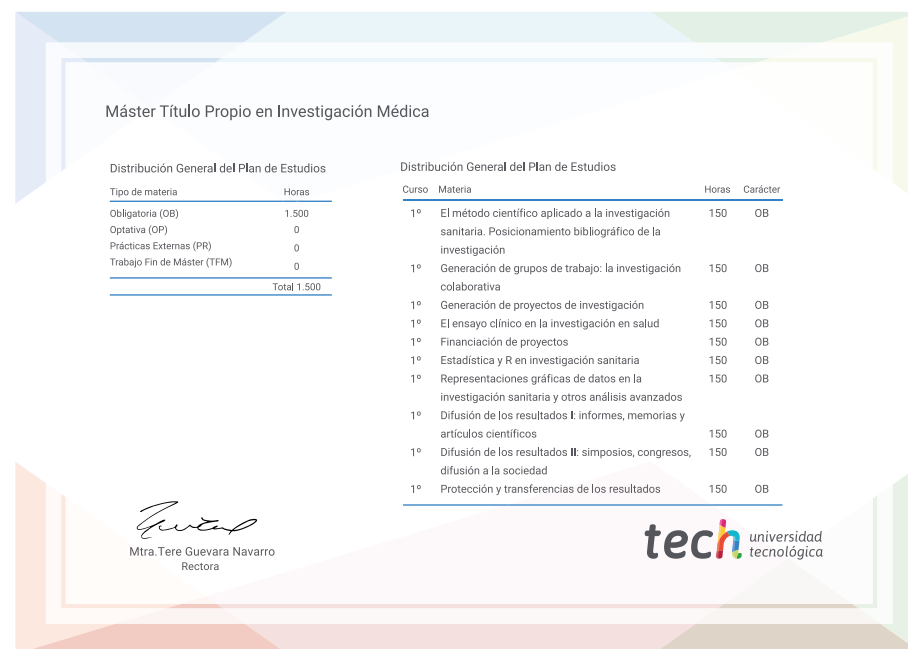 Máster Título Propio en Investigación Médica
Distribución General del Plan de Estudios
Tipo de materia Horas
Obligatoria (OB) 1.500
Optativa (OP) 0
Prácticas Externas (PR) 0
Trabajo Fin de Máster (TFM) 0
Total 1.500
Distribución General del Plan de Estudios
Curso Materia Horas Carácter
1º El método científico aplicado a la investigación 150 OB
sanitaria. Posicionamiento bibliográfico de la
investigación
1º Generación de grupos de trabajo: la investigación 150 OB
colaborativa
1º Generación de proyectos de investigación 150 OB
1º El ensayo clínico en la investigación en salud 150 OB
1º Financiación de proyectos 150 OB
1º Estadística y R en investigación sanitaria 150 OB
1º Representaciones gráficas de datos en la 150 OB
investigación sanitaria y otros análisis avanzados
1º Difusión de los resultados I: informes, memorias y
artículos científicos 150 OB
1º Difusión de los resultados II: simposios, congresos, 150 OB
difusión a la sociedad
1º Protección y transferencias de los resultados 150 OB
Mtra.Tere Guevara Navarro
Rectora
tech universidad
tecnológica